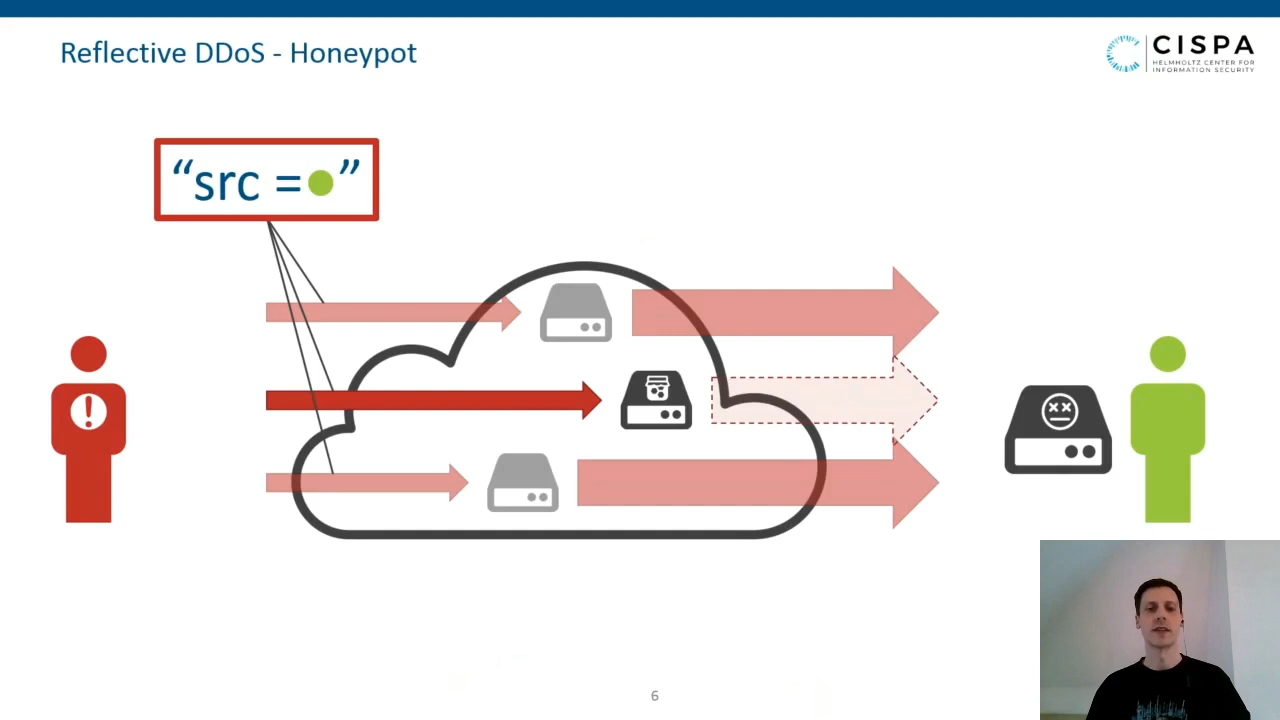 Reflective DDoS - Honeypot
CISPA
HELMHOLTZ CENTER FOR
INFORMATION SECURITY
“src =●”
!
6